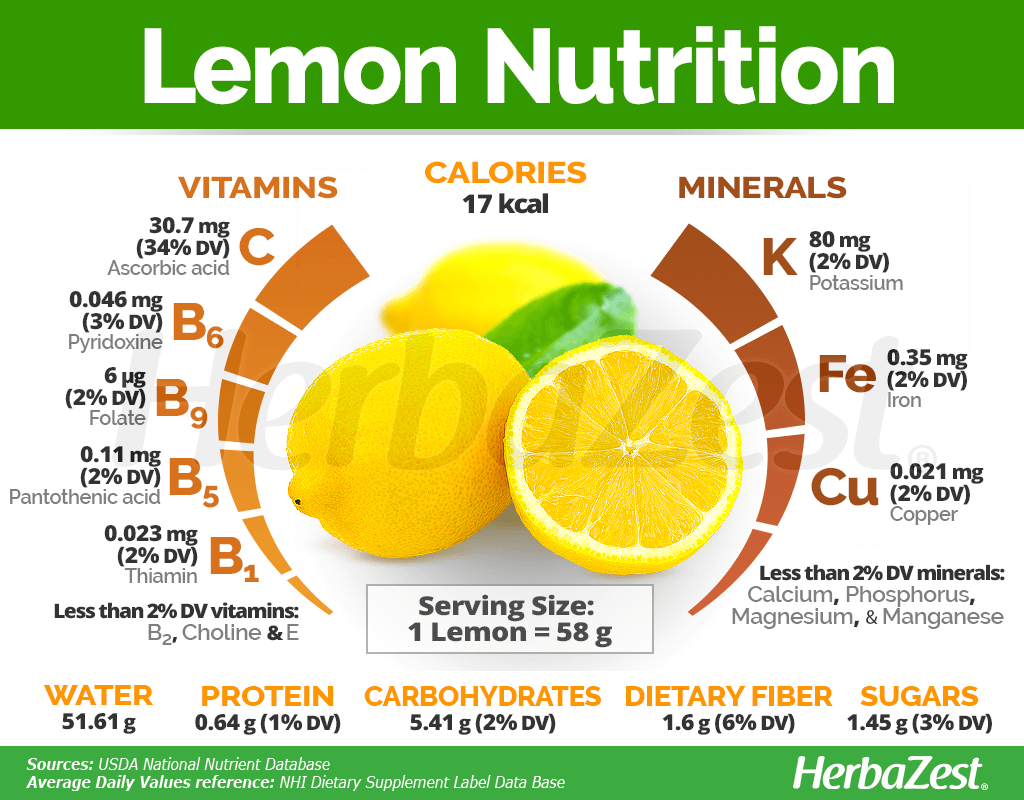 Lemon Nutrition
CALORIES
17 kcal
VITAMINS
30.7 mg
(34% DV)
Ascorbic acid
C
0.046 mg
(3% DV)
Pyridoxine
B6
6 µg
(2% DV)
Folate
B9
0.11 mg
(2% DV)
Pantothenic acid
B5
0.023 mg
(2% DV)
Thiamin
B1
Less than 2% DV vitamins:
B2, Choline & E
MINERALS
K
80 mg
(2% DV)
Potassium
Fe
0.35 mg
(2% DV)
Iron
Cu
0.021 mg
(2% DV)
Copper
Less than 2% DV minerals:
Calcium, Phosphorus,
Magnesium, & Manganese
HerbaZest®
Serving Size:
1 Lemon = 58 g
WATER
51.61 g
PROTEIN
0.64 g (1% DV)
CARBOHYDRATES
5.41 g (2% DV)
DIETARY FIBER
1.6 g (6% DV)
SUGARS
1.45 g (3% DV)
Sources: USDA National Nutrient Database
Average Daily Values reference: NHI Dietary Supplement Label Data Base
HerbaZest®